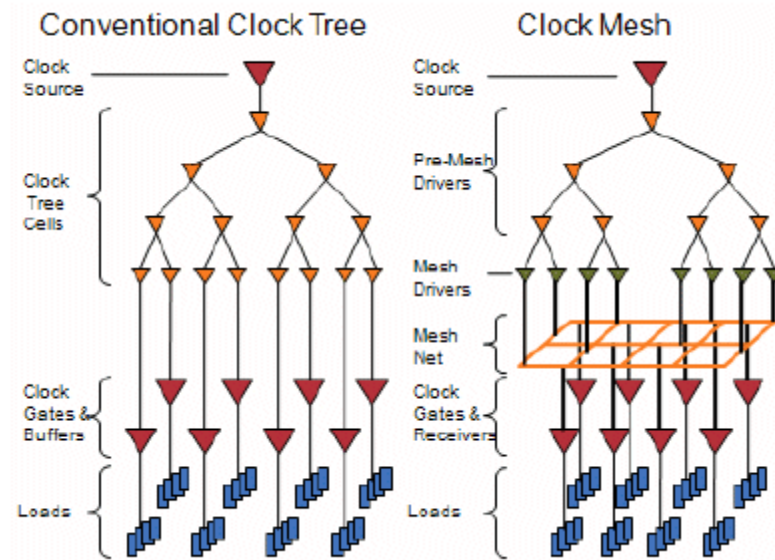 Conventional Clock Tree
Clock
Source
Clock
Tree
Cells
Clock
Gates &
Buffers
Loads
Clock Mesh
Clock
Source
Pre-Mesh
Drivers
Mesh
Drivers
Mesh
Net
Clock
Gates &
Receivers
Loads